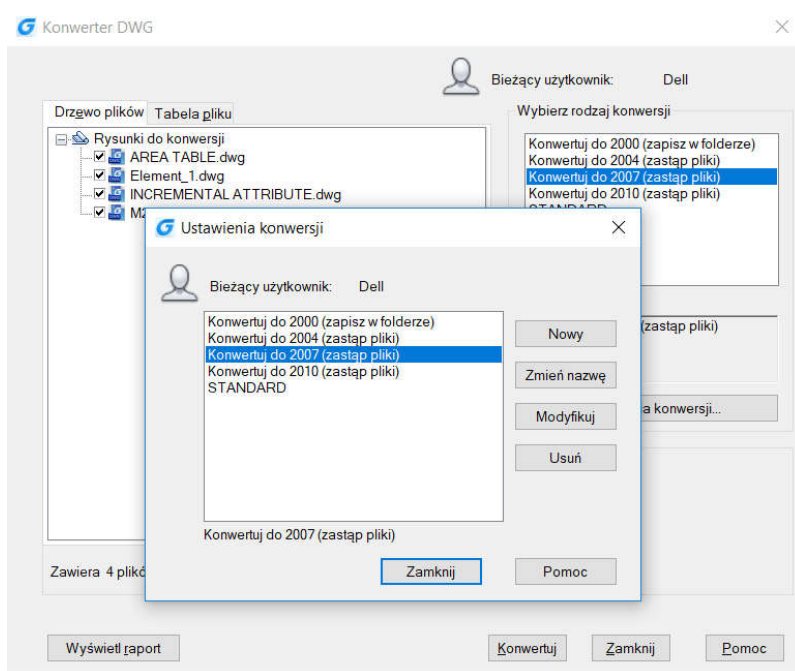 Konwerter DWG
Bieżący użytkownik: Dell
Drzewo plików Tabela pliku
Rysunki do konwersji
AREA TABLE.dwg
Element_1.dwg
INCREMENTAL ATTRIBUTE.dwg
Wybierz rodzaj konwersji
Konwertuj do 2000 (zapisz w folderze)
Konwertuj do 2004 (zastąp pliki)
Konwertuj do 2007 (zastąp pliki)
Konwertuj do 2010 (zastąp pliki)
STANDARD
(zastąp pliki)
a konwersji...
Ustawienia konwersji
Bieżący użytkownik: Dell
Konwertuj do 2000 (zapisz w folderze)
Konwertuj do 2004 (zastąp pliki)
Konwertuj do 2007 (zastąp pliki)
Konwertuj do 2010 (zastąp pliki)
STANDARD
Nowy
Zmień nazwę
Modyfikuj
Usuń
Konwertuj do 2007 (zastąp pliki)
Zamknij Pomoc
Zawiera 4 plikó
Wyświetl raport Konwertuj Zamknij Pomoc